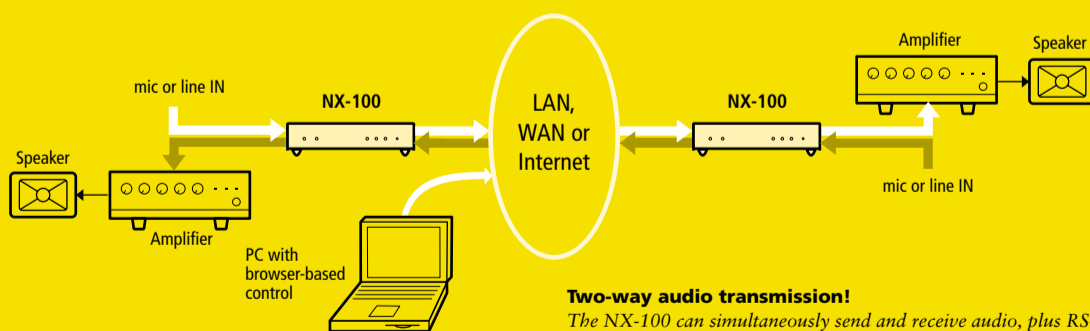 Amplifier
Speaker
mic or line IN
NX-100
LAN,
WAN or
Internet
NX-100
Speaker
mic or line IN
Amplifier
PC with
browser-based
control
Two-way audio transmission!
The NX-100 can simultaneously send and receive audio, plus RS